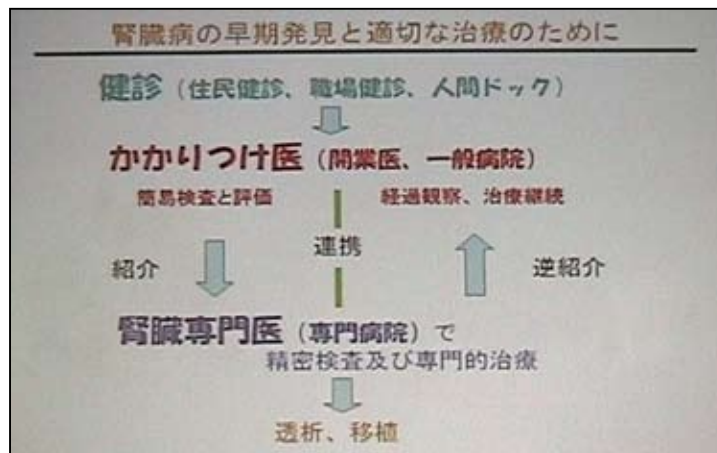 腎臓病の早期発見と適切な治療のために
健診（住民健診、職場健診、人間ドック）
かかりつけ医（開業医、一般病院）
簡易検査と評価
経過観察、治療継続
紹介
連携
逆紹介
腎臓専門医（専門病院）で
精密検査及び専門的治療
透析、移植